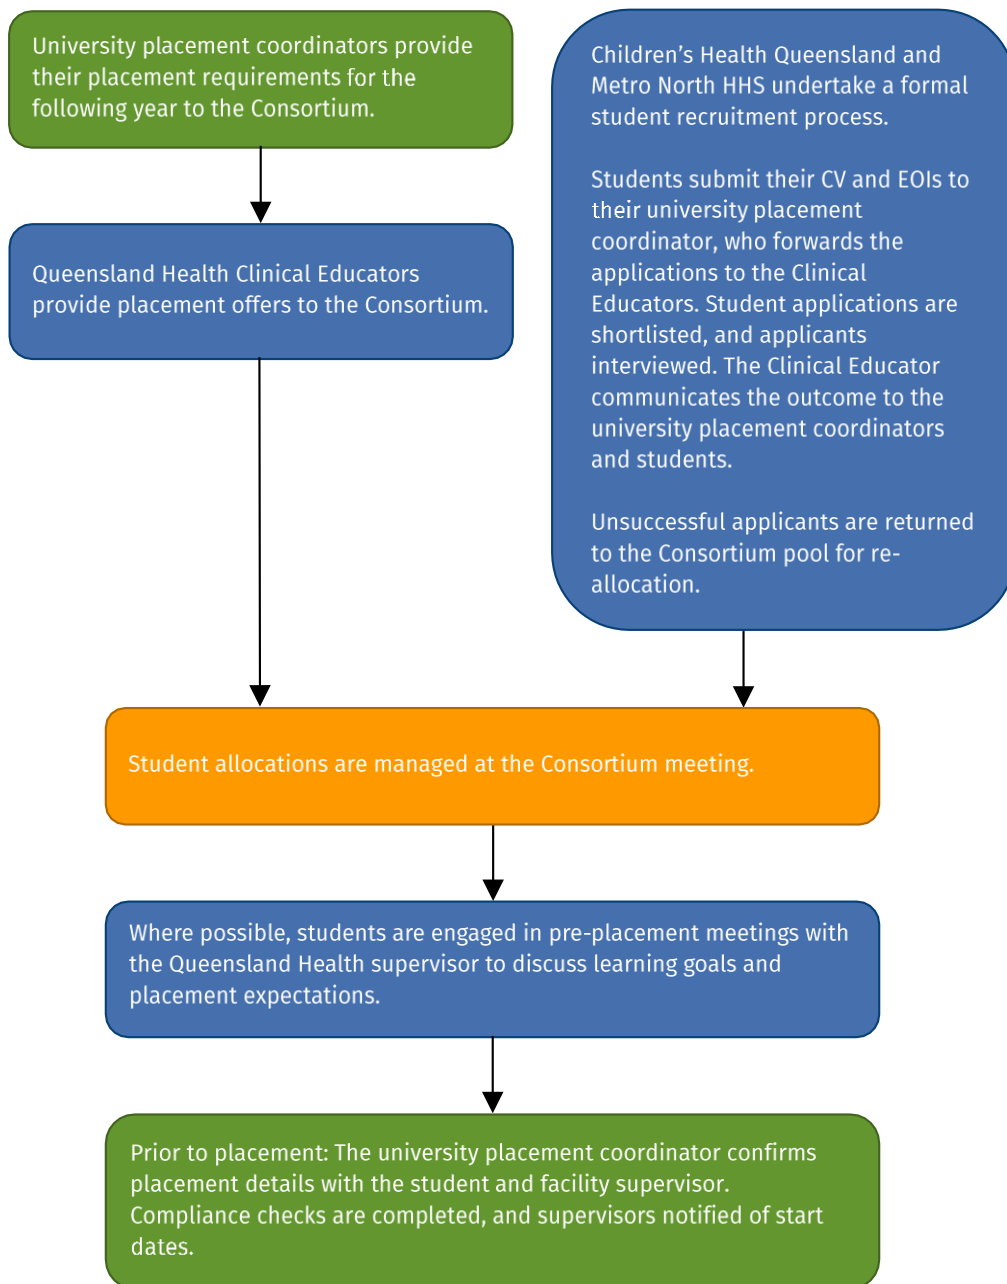 University placement coordinators provide
their placement requirements for the
following year to the Consortium.
Queensland Health Clinical Educators
provide placement offers to the Consortium.
Children’s Health Queensland and
Metro North HHS undertake a formal
student recruitment process.
Students submit their CV and EOIs to
their university placement
coordinator, who forwards the
applications to the Clinical
Educators. Student applications are
shortlisted, and applicants
interviewed. The Clinical Educator
communicates the outcome to the
university placement coordinators
and students.
Unsuccessful applicants are returned
to the Consortium pool for re-
allocation.
Student allocations are managed at the Consortium meeting.
Where possible, students are engaged in pre-placement meetings with
the Queensland Health supervisor to discuss learning goals and
placement expectations.
Prior to placement: The university placement coordinator confirms
placement details with the student and facility supervisor.
Compliance checks are completed, and supervisors notified of start
dates.